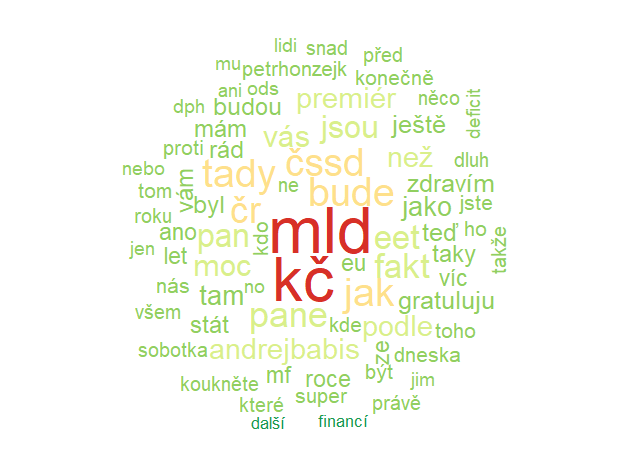 lidi snad před
mu petrhonzejk konečně
ani ods premiér něco deficit
dph budou jsou ještě
mám vás
proti rád čssd než dluh
nebo tady zdravím
tom vám bude jako jste
roku byl čr ne
ano pan kdo mld eet teď ho takže
jen let taky
moc eu fakt víc
nás tam no kč jak gratuluju
všem stát pane kde podle toho
sobotka andrejbabis ze dneska
koukněte mf roce být jim
které super právě
další financí